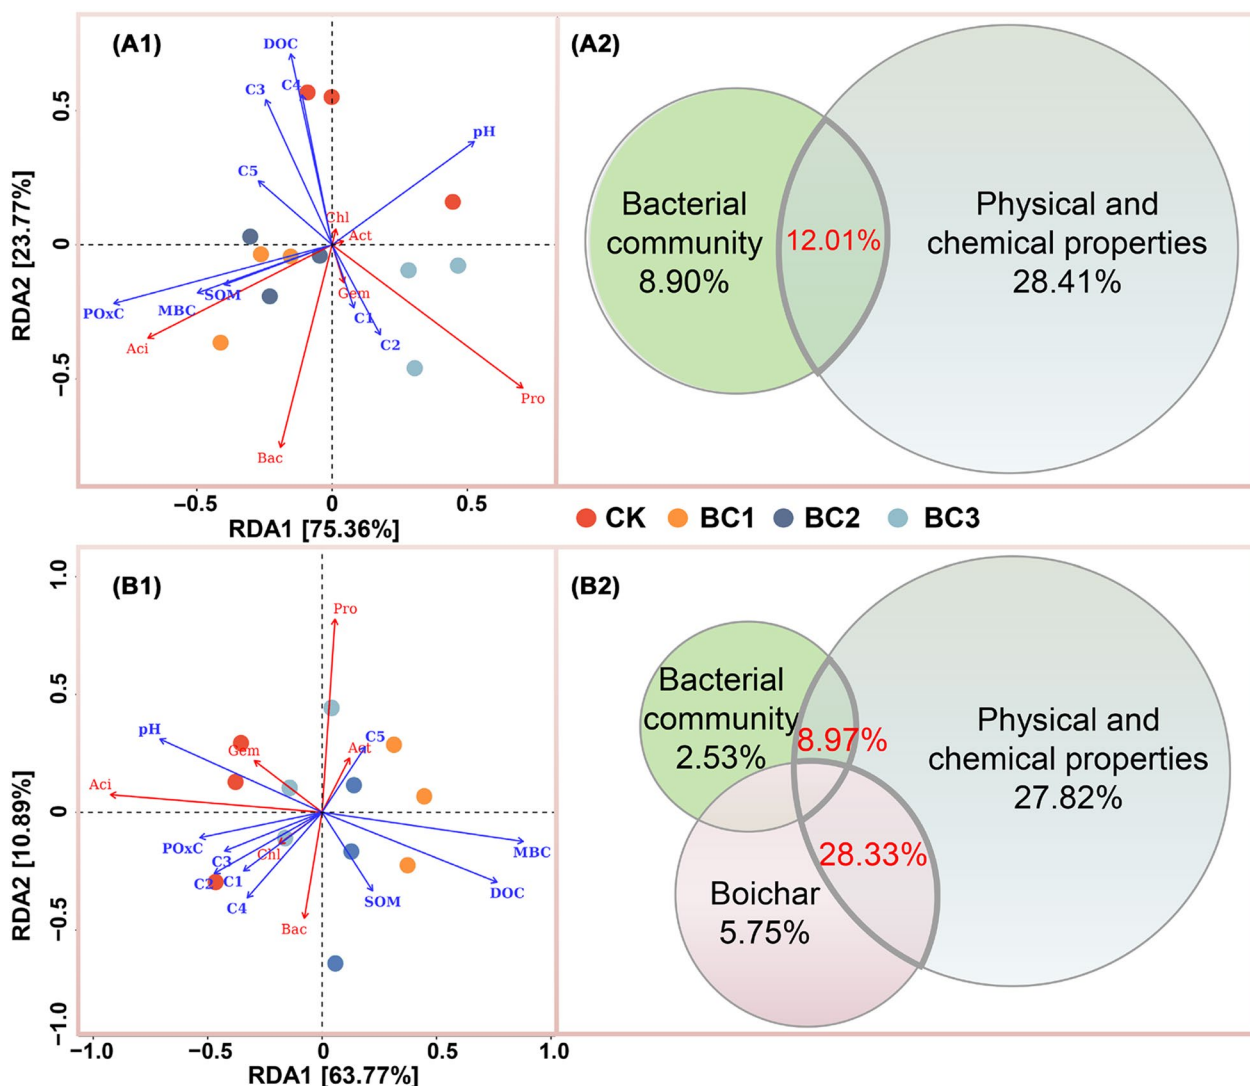 (A1)
DOC
C3
C4
pH
C5
Chl
Act
POxC
MBC
SOM
Gem
C1
C2
Aci
Pro
Bac
0.5
0
−0.5
RDA2 [23.77%]
−0.5
0
0.5
RDA1 [75.36%]
(A2)
Bacterial
community
8.90%
12.01%
Physical and
chemical properties
28.41%
CK
BC1
BC2
BC3
(B1)
Pro
pH
Gem
Act
C5
Aci
POxC
C3
Chl
C2
C1
C4
Bac
SOM
MBC
DOC
1.0
0.5
0
−0.5
−1.0
RDA2 [10.89%]
−1.0
−0.5
0
0.5
1.0
RDA1 [63.77%]
(B2)
Bacterial
community
2.53%
8.97%
Physical and
chemical properties
27.82%
28.33%
Boichar
5.75%